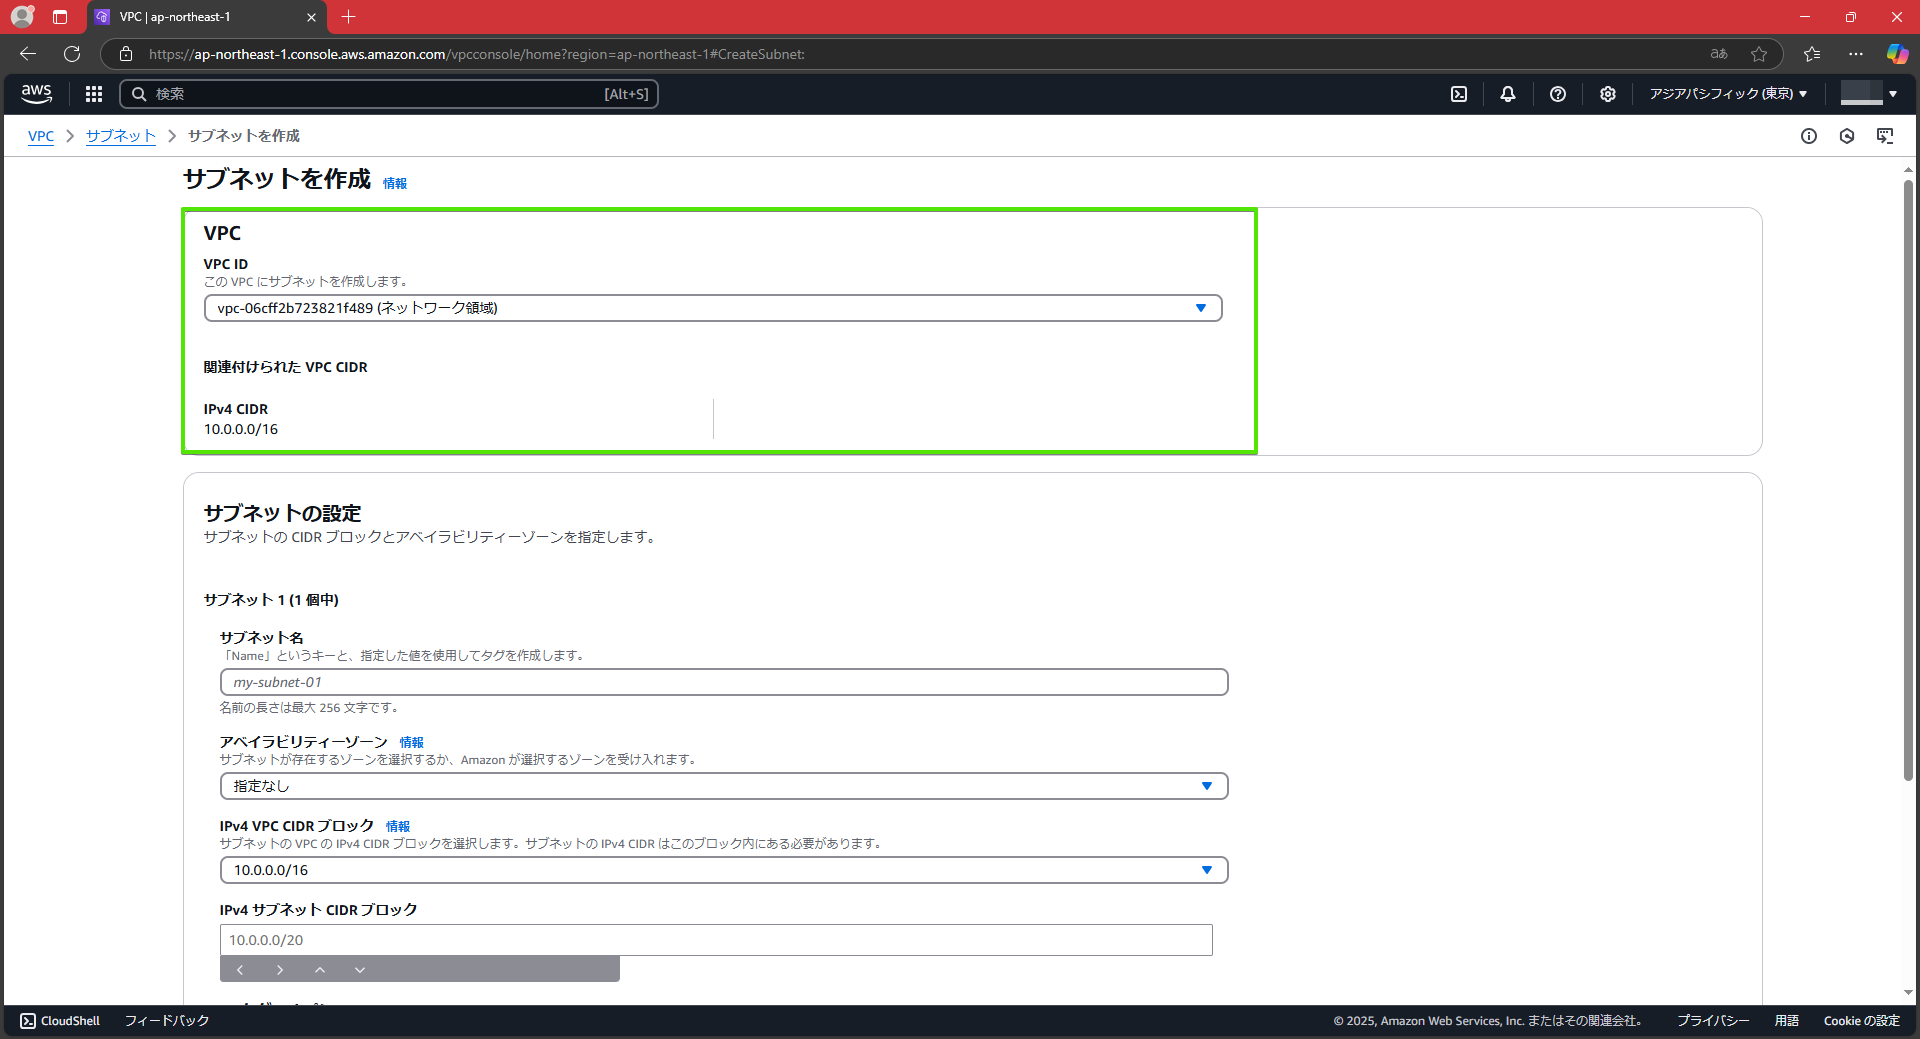 VPC | ap-northeast-1
https://ap-northeast-1.console.aws.amazon.com/vpcconsole/home?region=ap-northeast-1#CreateSubnet:
aあ
aws
検索
[Alt+S]
アジアパシフィック (東京)
VPC
サブネット
サブネットを作成
サブネットを作成 情報
VPC
VPC ID
この VPC にサブネットを作成します。
vpc-06cff2b723821f489 (ネットワーク領域)
関連付けられた VPC CIDR
IPv4 CIDR
10.0.0.0/16
サブネットの設定
サブネットの CIDR ブロックとアベイラビリティーゾーンを指定します。
サブネット 1 (1 個中)
サブネット名
「Name」というキーと、指定した値を使用してタグを作成します。
my-subnet-01
名前の長さは最大 256 文字です。
アベイラビリティーゾーン 情報
サブネットが存在するゾーンを選択するか、Amazon が選択するゾーンを受け入れます。
指定なし
IPv4 VPC CIDR ブロック 情報
サブネットの VPC の IPv4 CIDR ブロックを選択します。サブネットの IPv4 CIDR はこのブロック内にある必要があります。
10.0.0.0/16
IPv4 サブネット CIDR ブロック
10.0.0.0/20
CloudShell
フィードバック
© 2025, Amazon Web Services, Inc. またはその関連会社。
プライバシー
用語
Cookie の設定